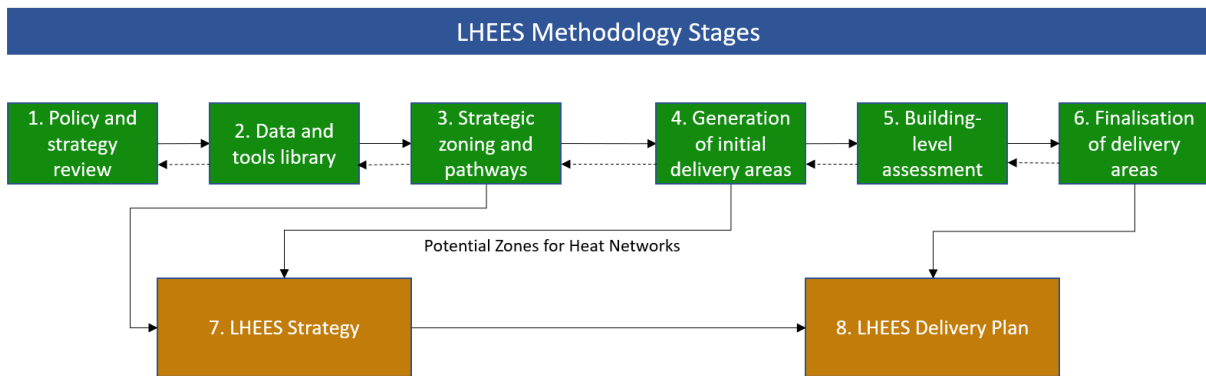 LHEES Methodology Stages
1. Policy and
strategy
review
2. Data and
tools library
3. Strategic
zoning and
pathways
4. Generation
of initial
delivery areas
5. Building-
level
assessment
6. Finalisation
of delivery
areas
Potential Zones for Heat Networks
7. LHEES Strategy
8. LHEES Delivery Plan